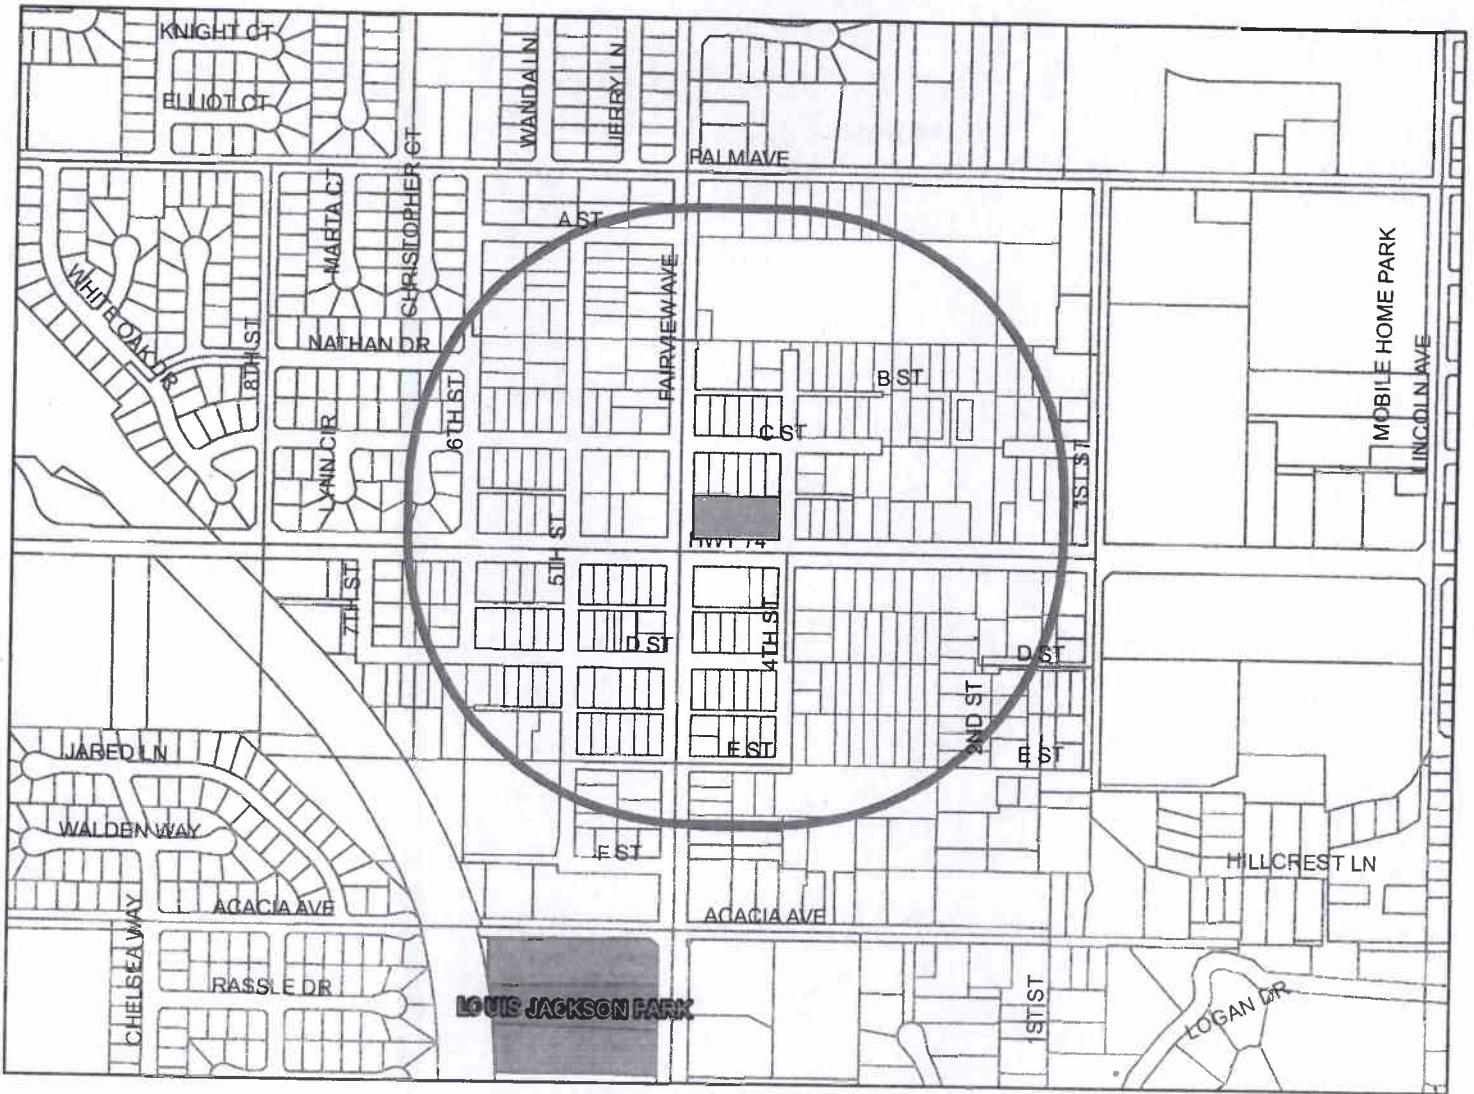 KNIGHT CT
ELLIOT CT
WANDA LN
JERRY LN
PALM AVE
CHRISTOPHER CT
MARTA CT
A ST
WHITE OAK DR
8TH ST
NATHAN DR
FAIRVIEW AVE
MOBILE HOME PARK
LINCOLN AVE
6TH ST
B ST
C ST
LYNN CIR
1ST ST
5TH ST
HWY 74
7TH ST
D ST
4TH ST
D ST
2ND ST
JARED LN
E ST
E ST
WALDEN WAY
F ST
HILLCREST LN
CHELSEA WAY
ACACIA AVE
ACACIA AVE
RASSLE DR
LOUIS JACKSON PARK
1ST ST
LOGAN DR